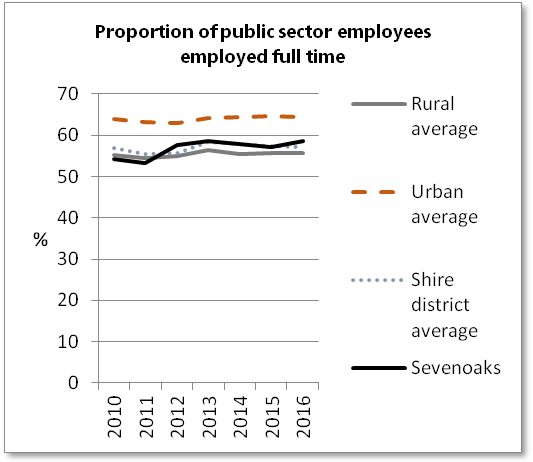 Proportion of public sector employees
employed full time
70
60
50
40
30
20
10
0
%
2010
2011
2012
2013
2014
2015
2016
Rural
average
Urban
average
Shire
district
average
Sevenoaks